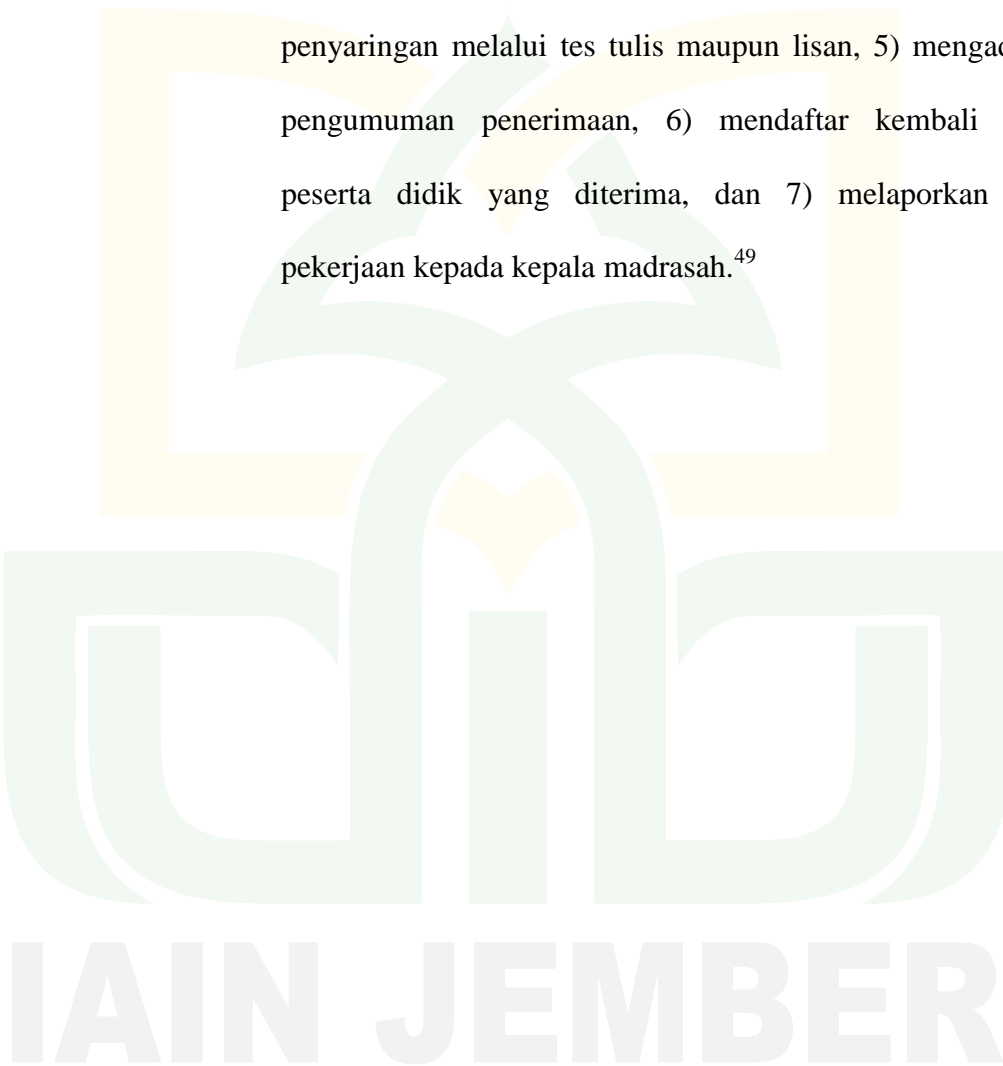 penyaringan melalui tes tulis maupun lisan, 5)
pengumuman penerimaan, 6) mendaftar kembali
peserta didik yang diterima, dan 7) melaporkan
pekerjaan kepada kepala madrasah.49
IAIN JEMBER